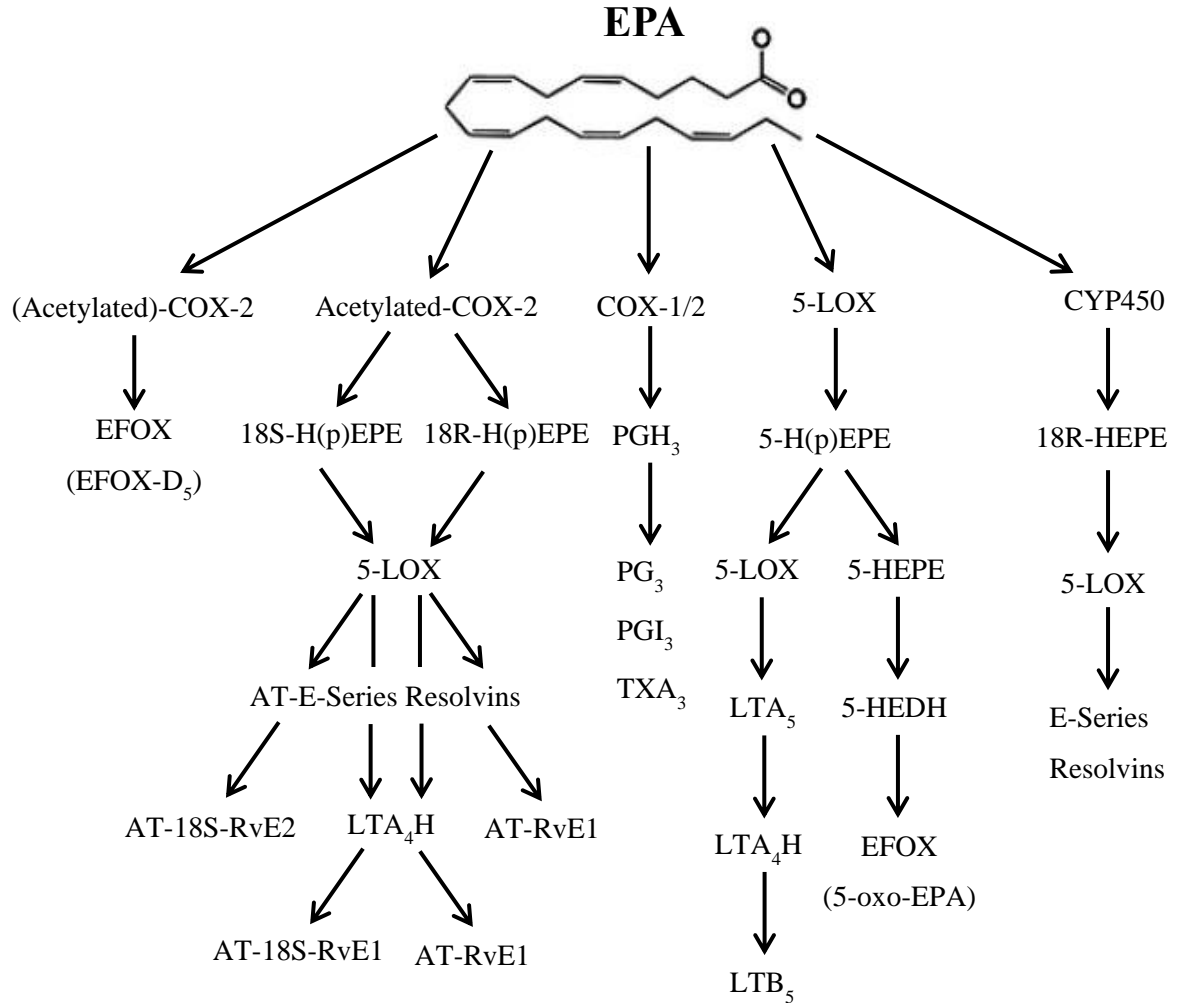 EPA
O
O
(Acetylated)-COX-2 Acetylated-COX-2 COX-1/2 5-LOX CYP450
EFOX 18S-H(p)EPE 18R-H(p)EPE PGH₃ 5-H(p)EPE 18R-HEPE
(EFOX-D₅)
5-LOX PG₃ 5-LOX 5-HEPE 5-LOX
PGI₃
AT-E-Series Resolvins TXA₃ LTA₅ 5-HEDH E-Series
Resolvins
AT-18S-RvE2 LTA₄H AT-RvE1 LTA₄H EFOX
(5-oxo-EPA)
AT-18S-RvE1 AT-RvE1
LTB₅